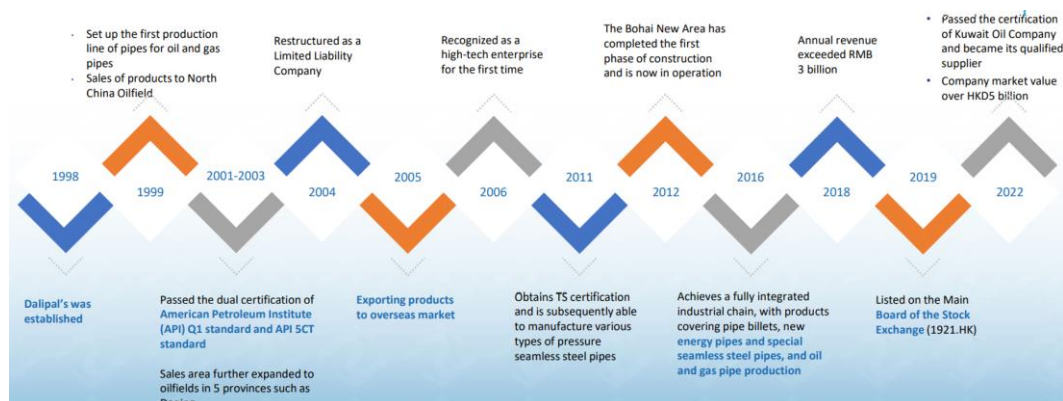 • Set up the first production
line of pipes for oil and gas
pipes
• Sales of products to North
China Oilfield
Restructured as a
Limited Liability
Company
Recognized as a
high-tech enterprise
for the first time
The Bohai New Area has
completed the first
phase of construction
and is now in operation
Annual revenue
exceeded RMB
3 billion
• Passed the certification
of Kuwait Oil Company
and became its qualified
supplier
• Company market value
over HKD5 billion
1998
1999
2001-2003
2004
2005
2006
2011
2012
2016
2018
2019
2022
Dalipal's was
established
Passed the dual certification of
American Petroleum Institute
(API) Q1 standard and API 5CT
standard
Sales area further expanded to
oilfields in 5 provinces such as
Exporting products
to overseas market
Obtains TS certification
and is subsequently able
to manufacture various
types of pressure
seamless steel pipes
Achieves a fully integrated
industrial chain, with products
covering pipe billets, new
energy pipes and special
seamless steel pipes, and oil
and gas pipe production
Listed on the Main
Board of the Stock
Exchange (1921.HK)